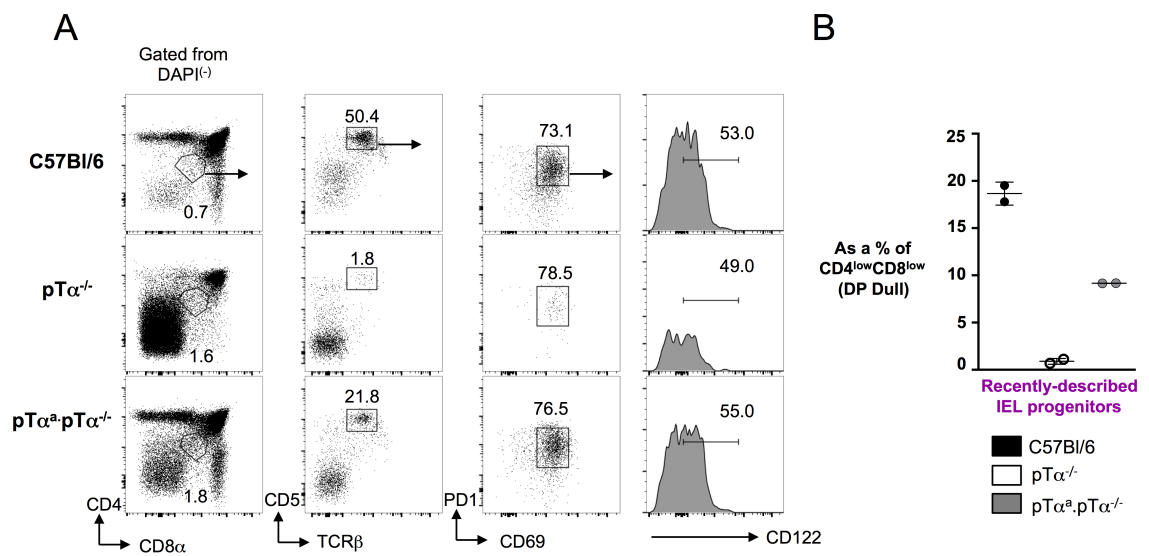 A
B
Gated from
DAPI(-)
C57Bl/6
0.7
50.4
73.1
53.0
pTα-/-
1.6
1.8
78.5
49.0
pTαa.pTα-/-
1.8
21.8
76.5
55.0
CD4
CD8α
CD5
TCRβ
PD1
CD69
CD122
As a % of
CD4lowCD8low
(DP Dull)
25
20
15
10
5
0
Recently-described
IEL progenitors
C57Bl/6
pTα-/-
pTαa.pTα-/-